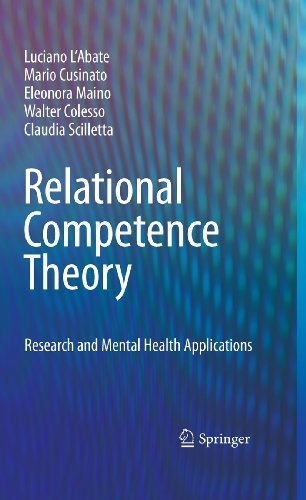 Luciano L'Abate
Mario Cusinato
Eleonora Maino
Walter Colesso
Claudia Scilletta
Relational
Competence
Theory
Research and Mental Health Applications
Springer